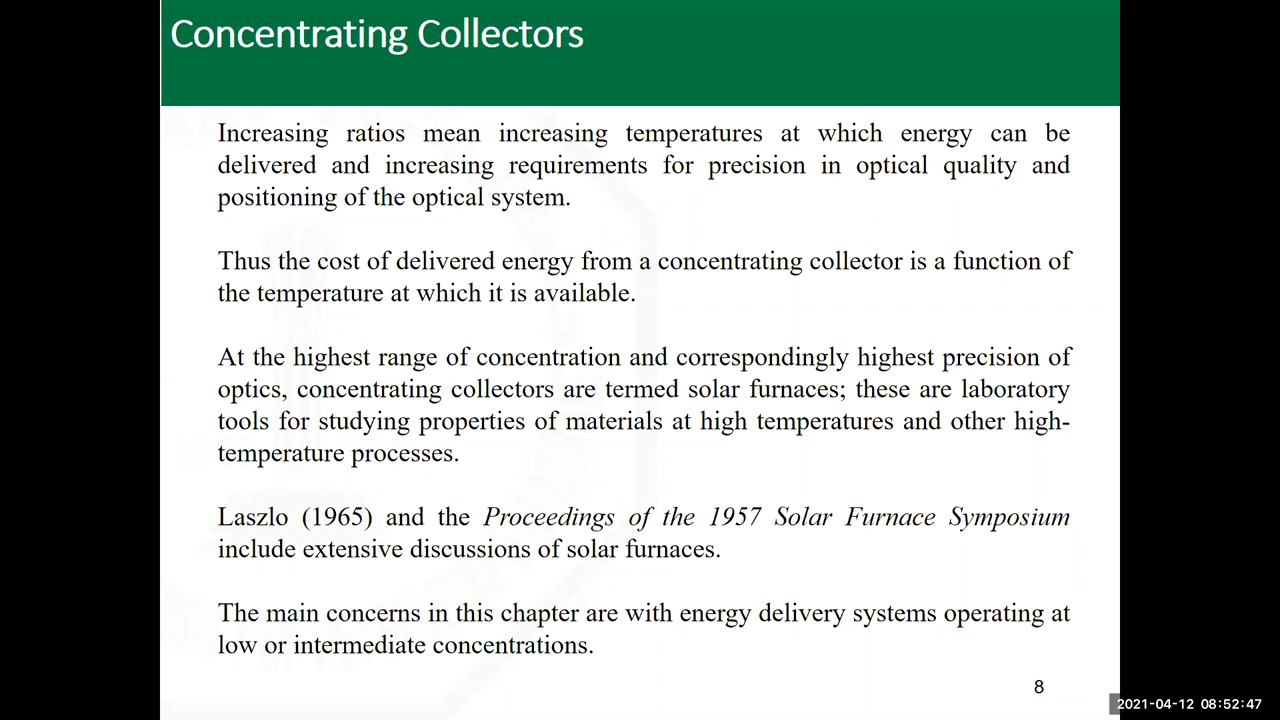 Concentrating Collectors
Increasing ratios mean increasing temperatures at which energy can be
delivered and increasing requirements for precision in optical quality and
positioning of the optical system.
Thus the cost of delivered energy from a concentrating collector is a function of
the temperature at which it is available.
At the highest range of concentration and correspondingly highest precision of
optics, concentrating collectors are termed solar furnaces; these are laboratory
tools for studying properties of materials at high temperatures and other high-
temperature processes.
Laszlo (1965) and the Proceedings of the 1957 Solar Furnace Symposium
include extensive discussions of solar furnaces.
The main concerns in this chapter are with energy delivery systems operating at
low or intermediate concentrations.
8
2021-04-12 08:52:47